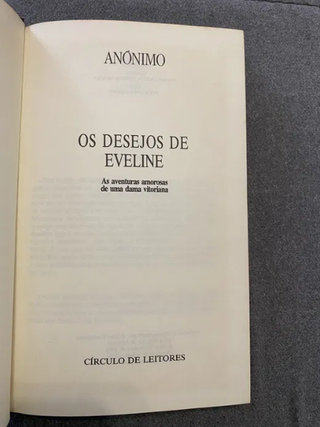 ANÓNIMO
OS DESEJOS DE
EVELINE
As aventuras amorosas
de uma dama vitoriana
CÍRCULO DE LEITORES